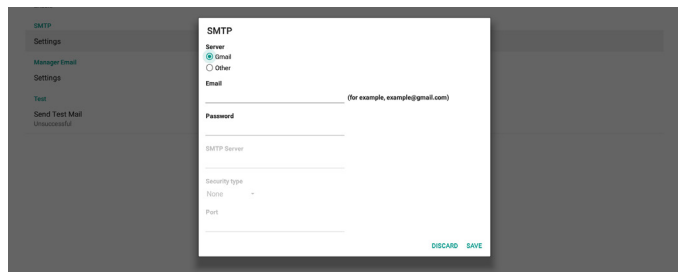 SMTP
Settings
Manager Email
Settings
Test
Send Test Mail
Unsuccessful
SMTP
Server
Gmail
Other
Email
(for example, example@gmail.com)
Password
SMTP Server
Security type
None
Port
DISCARD SAVE